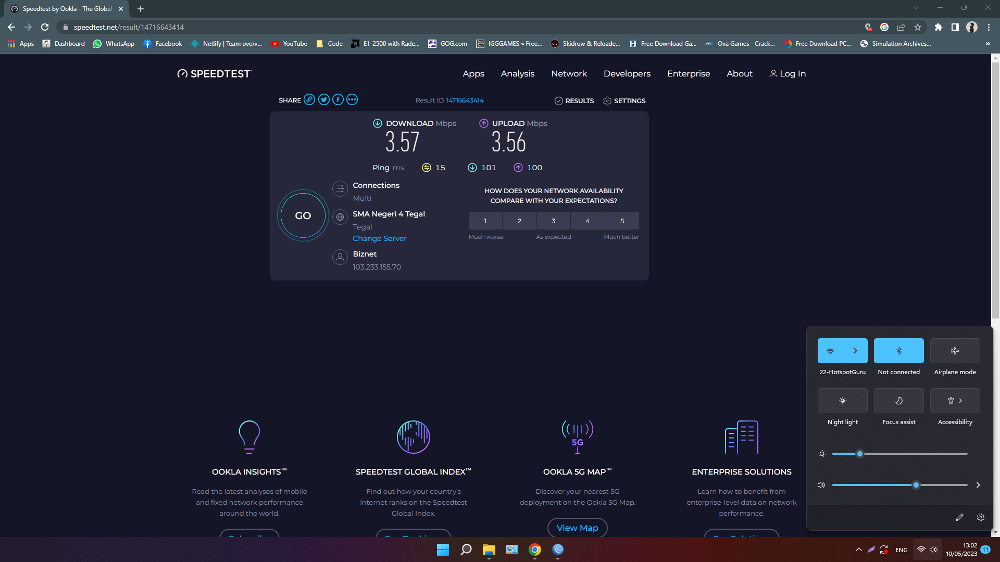 Speedtest by Ookla - The Global
speedtest.net/result/14716643414
Apps
Dashboard
WhatsApp
Facebook
Netlify | Team overv...
YouTube
Code
E1-2500 with Rade...
GOG.com
IGGGAMES » Free...
Skidrow & Reloade...
Free Download Ga...
Ova Games - Crack...
Free Download PC...
Simulation Archives...
»
SPEEDTEST
Apps
Analysis
Network
Developers
Enterprise
About
Log In
SHARE
Result ID 14716643414
RESULTS
SETTINGS
DOWNLOAD Mbps
3.57
UPLOAD Mbps
3.56
Ping ms
15
101
100
GO
Connections
Multi
SMA Negeri 4 Tegal
Tegal
Change Server
Biznet
103.233.155.70
HOW DOES YOUR NETWORK AVAILABILITY
COMPARE WITH YOUR EXPECTATIONS?
1 2 3 4 5
Much worse
As expected
Much better
OOKLA INSIGHTS™
Read the latest analyses of mobile
and fixed network performance
around the world.
SPEEDTEST GLOBAL INDEX™
Find out how your country's
internet ranks on the Speedtest
Global Index.
5G
OOKLA 5G MAP™
Discover your nearest 5G
deployment on the Ookla 5G Map.
View Map
ENTERPRISE SOLUTIONS
Learn how to benefit from
enterprise-level data on network
performance.
22-HotspotGuru
Not connected
Airplane mode
Night light
Focus assist
Accessibility
ENG
13:02
10/05/2023
11